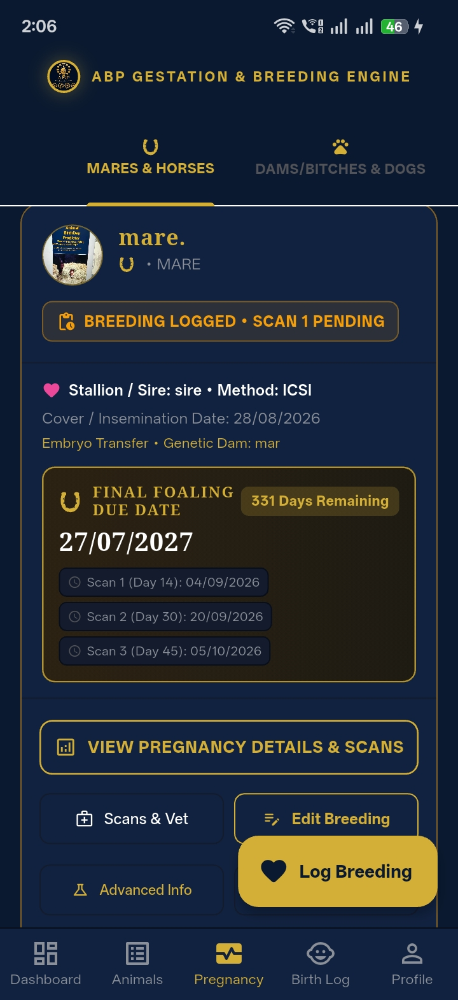 2:06
46
ABP GESTATION & BREEDING ENGINE
MARES & HORSES
DAMS/BITCHES & DOGS
Animal
BirthDay
Predictor
mare.
• MARE
BREEDING LOGGED • SCAN 1 PENDING
Stallion / Sire: sire • Method: ICSI
Cover / Insemination Date: 28/08/2026
Embryo Transfer • Genetic Dam: mar
FINAL FOALING
DUE DATE
331 Days Remaining
27/07/2027
Scan 1 (Day 14): 04/09/2026
Scan 2 (Day 30): 20/09/2026
Scan 3 (Day 45): 05/10/2026
VIEW PREGNANCY DETAILS & SCANS
Scans & Vet
Edit Breeding
Log Breeding
Advanced Info
Dashboard
Animals
Pregnancy
Birth Log
Profile